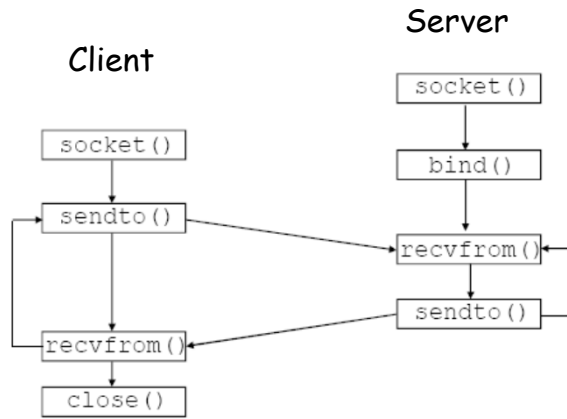 Client
socket()
sendto()
recvfrom()
close()
Server
socket()
bind()
recvfrom()
sendto()